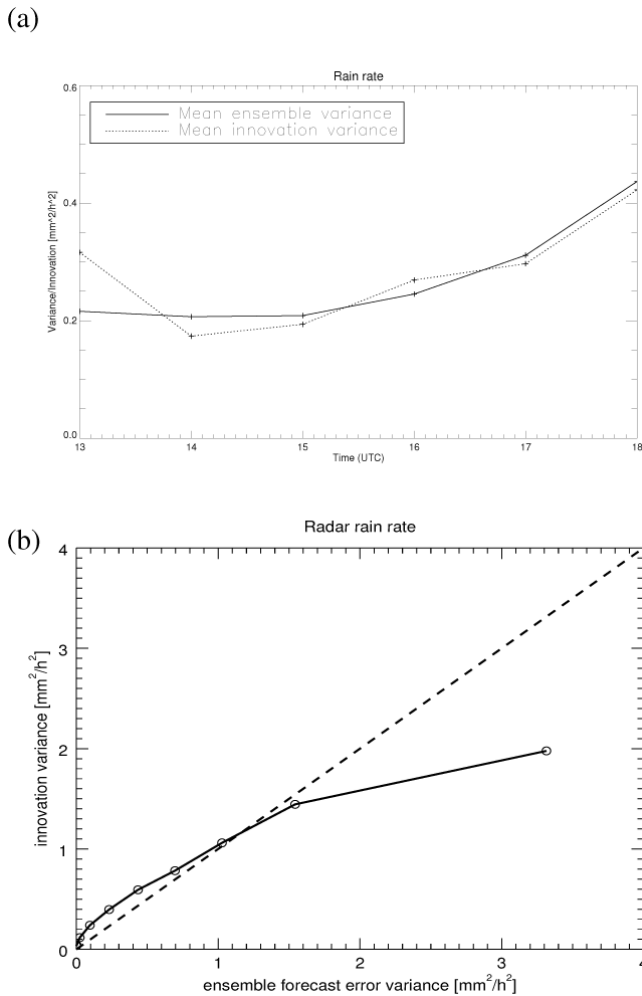 (a)
Rain rate
Mean ensemble variance
Mean innovation variance
Variance/Innovation [mm^2/h^2]
0.6
0.4
0.2
0.0
13 14 15 16 17 18
Time (UTC)
(b)
Radar rain rate
innovation variance [mm²/h²]
4
3
2
1
0
0 1 2 3 4
ensemble forecast error variance [mm²/h²]